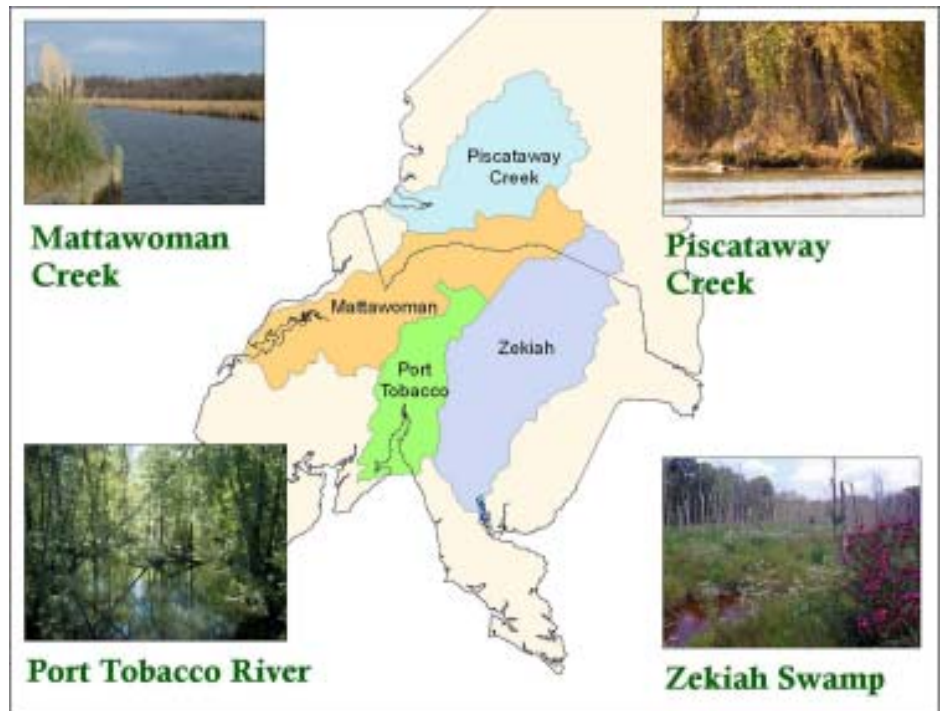 Mattawoman
Creek
Piscataway
Creek
Piscataway
Creek
Mattawoman
Zekiah
Port
Tobacco
Port Tobacco River
Zekiah Swamp